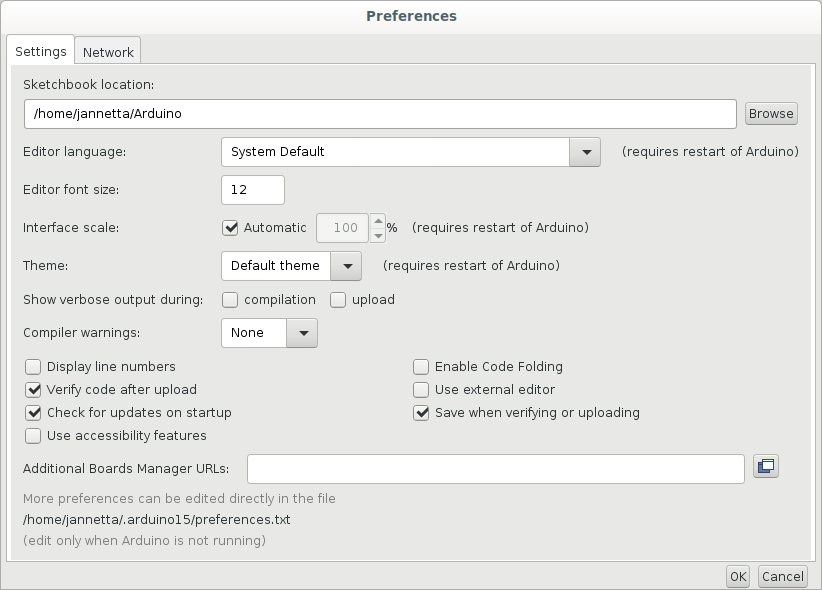 Preferences
Settings Network
Sketchbook location:
/home/jannetta/Arduino Browse
Editor language: System Default (requires restart of Arduino)
Editor font size: 12
Interface scale: Automatic 100 % (requires restart of Arduino)
Theme: Default theme (requires restart of Arduino)
Show verbose output during: compilation upload
Compiler warnings: None
Display line numbers Enable Code Folding
Verify code after upload Use external editor
Check for updates on startup Save when verifying or uploading
Use accessibility features
Additional Boards Manager URLs:
More preferences can be edited directly in the file
/home/jannetta/.arduino15/preferences.txt
(edit only when Arduino is not running)
OK Cancel